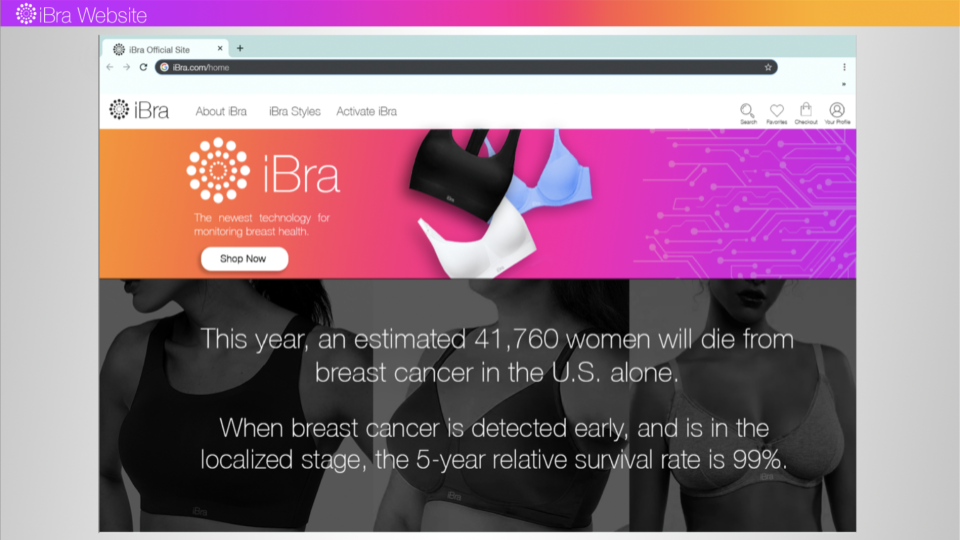 iBra Website
iBra Official Site
iBra.com/home
iBra
About iBra
iBra Styles
Activate iBra
Search
Favorites
Checkout
Your Profile
iBra
The newest technology for
monitoring breast health.
Shop Now
This year, an estimated 41,760 women will die from
breast cancer in the U.S. alone.
When breast cancer is detected early, and is in the
localized stage, the 5-year relative survival rate is 99%.
iBra
iBra
iBra